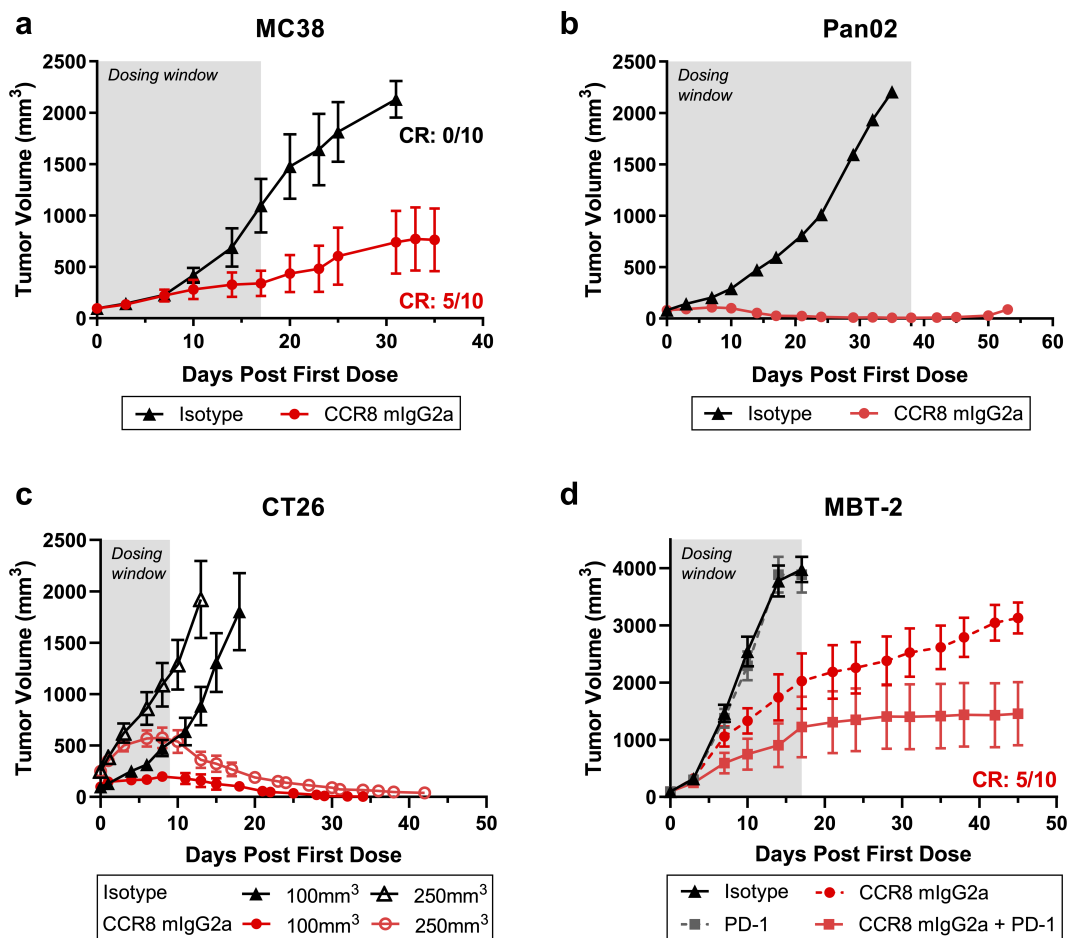 a
MC38
Tumor Volume (mm³)
2500
2000
1500
1000
500
0
Dosing window
CR: 0/10
CR: 5/10
0 10 20 30 40
Days Post First Dose
Isotype CCR8 mIgG2a
b
Pan02
Tumor Volume (mm³)
2500
2000
1500
1000
500
0
Dosing
window
0 10 20 30 40 50 60
Days Post First Dose
Isotype CCR8 mIgG2a
c
CT26
Tumor Volume (mm³)
2500
2000
1500
1000
500
0
Dosing
window
0 10 20 30 40 50
Days Post First Dose
Isotype 100mm³ 250mm³
CCR8 mIgG2a 100mm³ 250mm³
d
MBT-2
Tumor Volume (mm³)
4000
3000
2000
1000
0
Dosing
window
CR: 5/10
0 10 20 30 40 50
Days Post First Dose
Isotype CCR8 mIgG2a
PD-1 CCR8 mIgG2a + PD-1